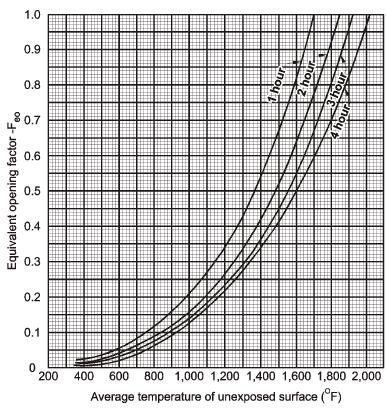 Equivalent opening factor -Feo
1.0
0.9
0.8
0.7
0.6
0.5
0.4
0.3
0.2
0.1
0
1 hour
2 hour
3 hour
4 hour
200 400 600 800 1,000 1,200 1,400 1,600 1,800 2,000
Average temperature of unexposed surface (°F)